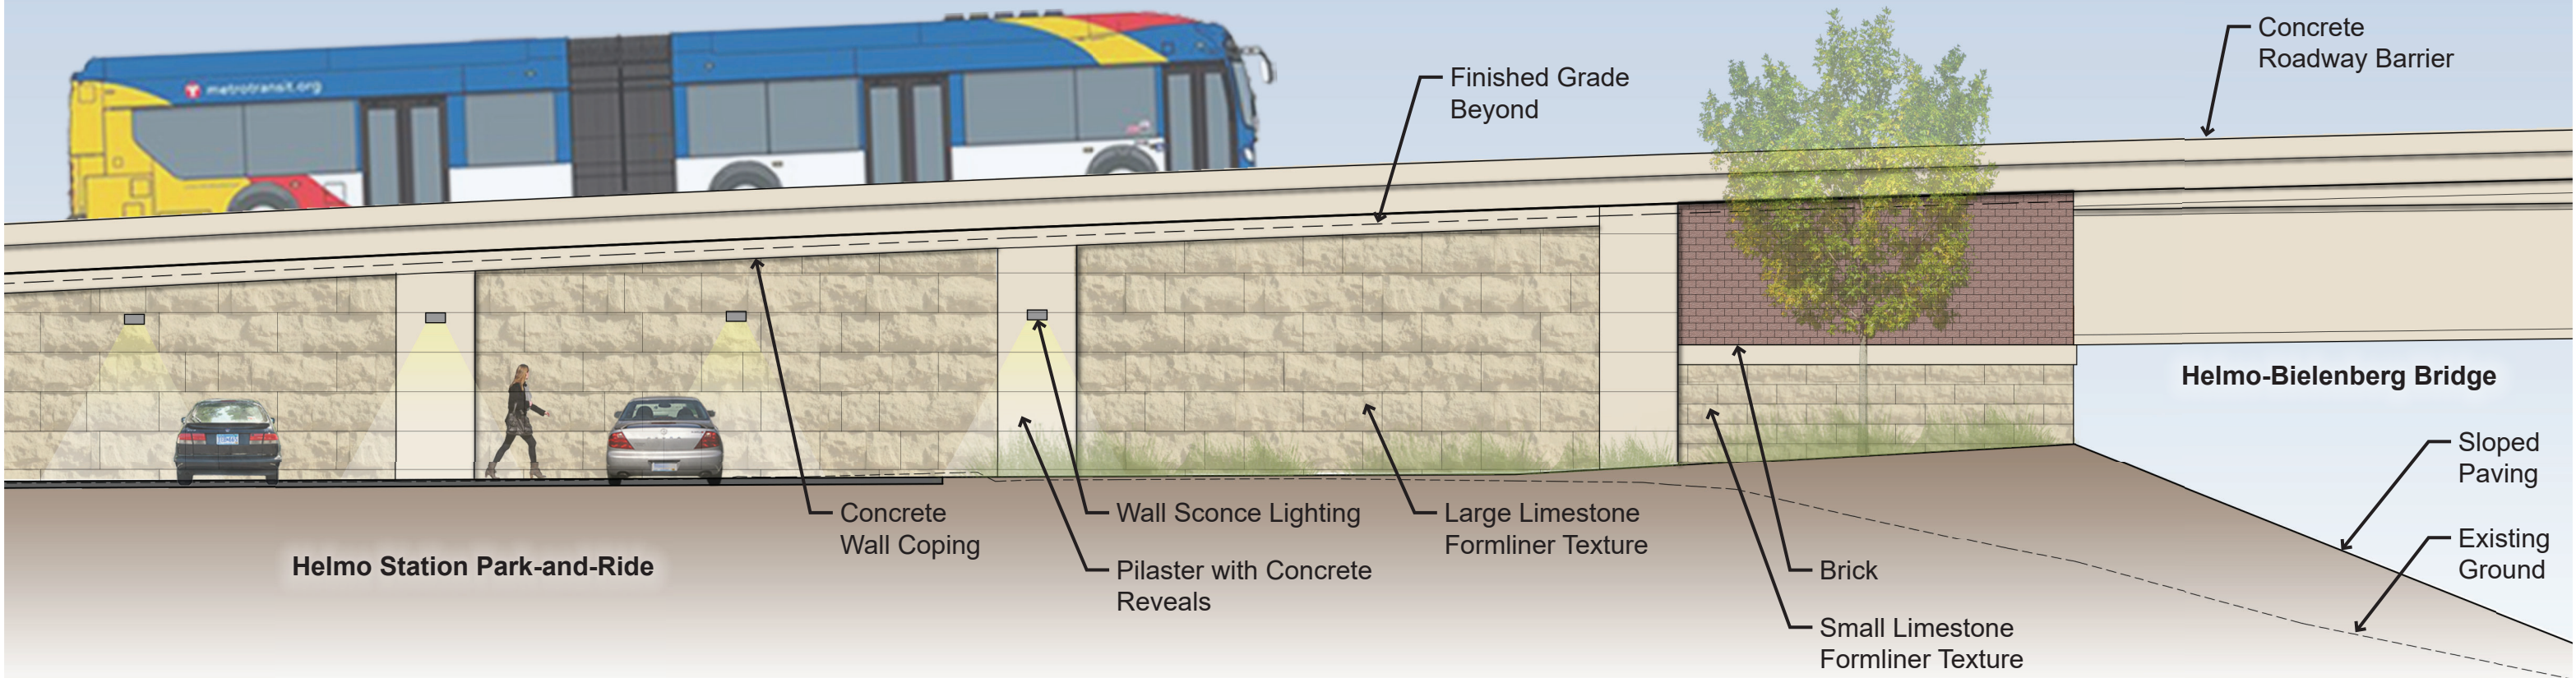 metrotransit.org
Concrete
Roadway Barrier
Finished Grade
Beyond
Helmo-Bielenberg Bridge
Sloped
Paving
Existing
Ground
Concrete
Wall Coping
Wall Sconce Lighting
Pilaster with Concrete
Reveals
Large Limestone
Formliner Texture
Brick
Small Limestone
Formliner Texture
Helmo Station Park-and-Ride